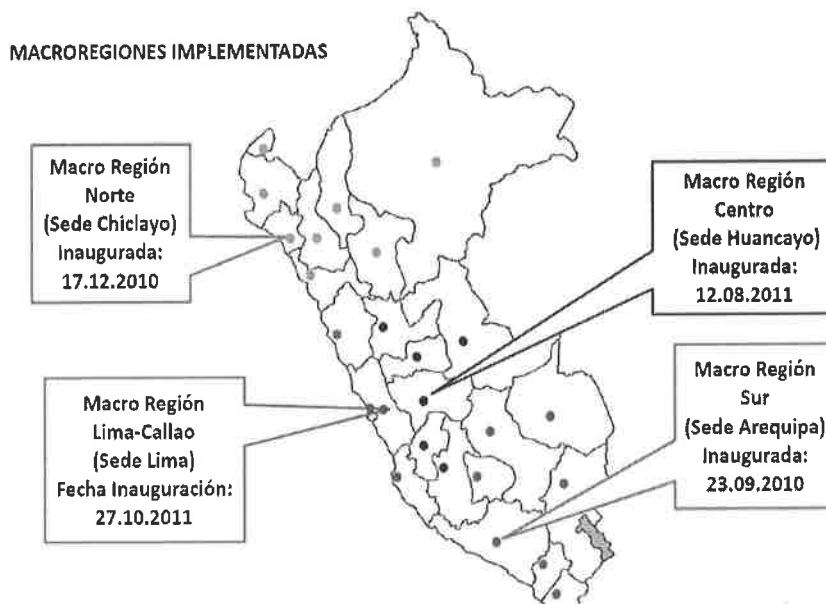 MACROREGIONES IMPLEMENTADAS
Macro Región
Norte
(Sede Chiclayo)
Inaugurada:
17.12.2010
Macro Región
Centro
(Sede Huancayo)
Inaugurada:
12.08.2011
Macro Región
Lima-Callao
(Sede Lima)
Fecha Inauguración:
27.10.2011
Macro Región
Sur
(Sede Arequipa)
Inaugurada:
23.09.2010